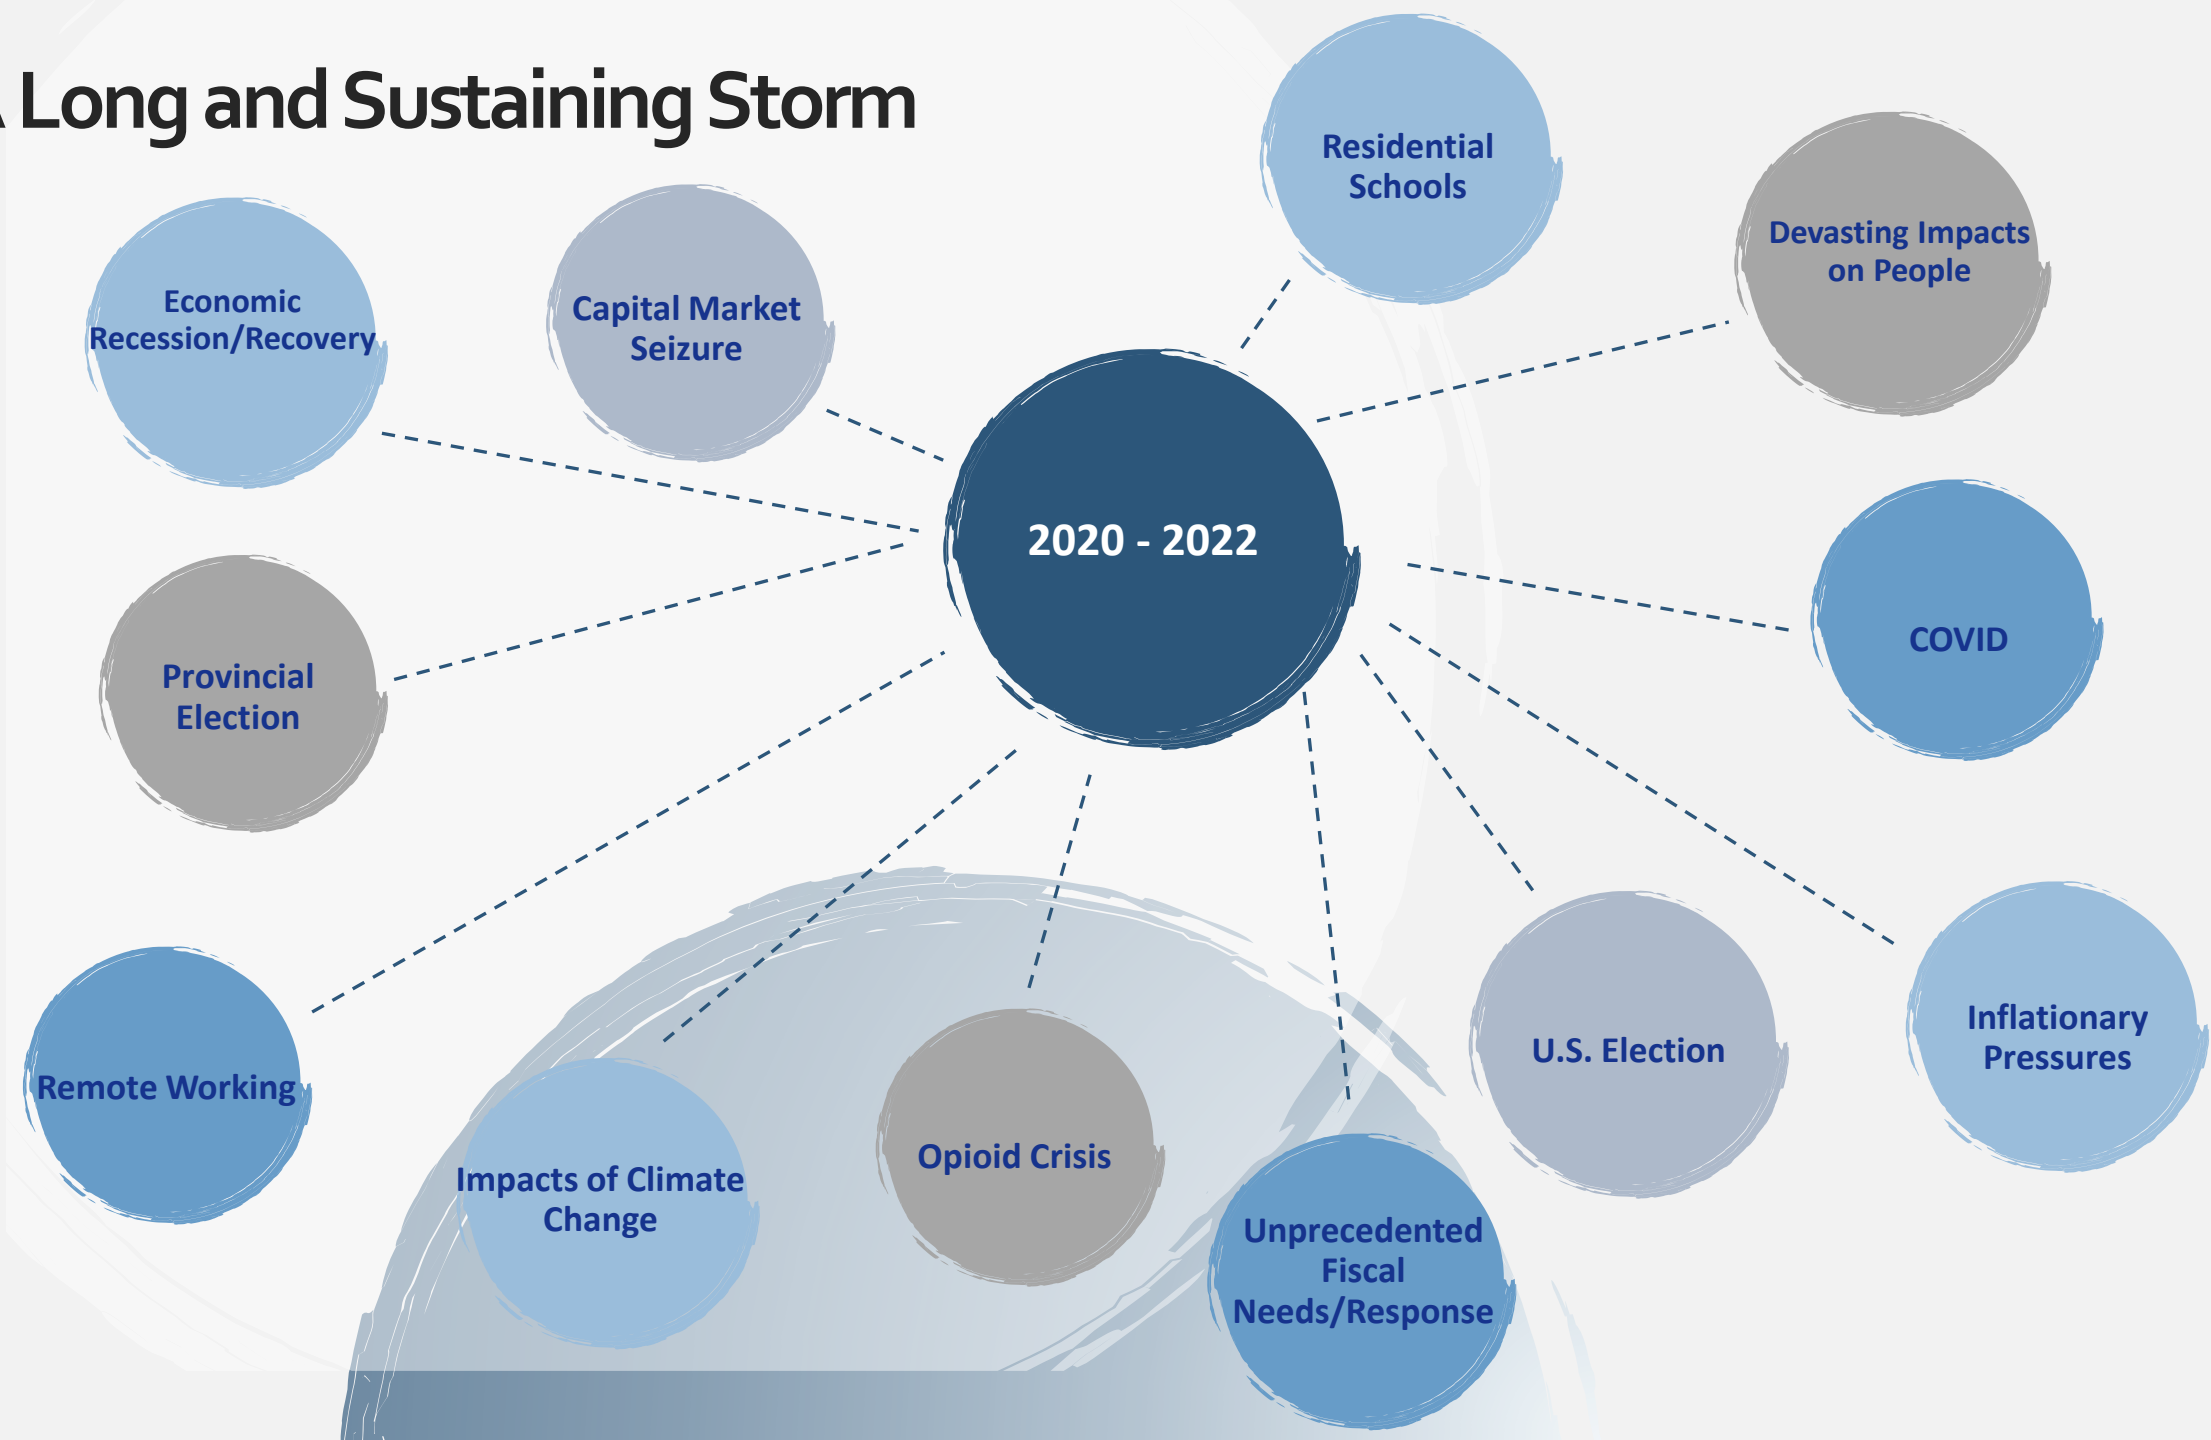 A Long and Sustaining Storm
Residential
Schools
Devasting Impacts
on People
Economic
Recession/Recovery
Capital Market
Seizure
2020 - 2022
COVID
Provincial
Election
Remote Working
Impacts of Climate
Change
Opioid Crisis
Unprecedented
Fiscal
Needs/Response
U.S. Election
Inflationary
Pressures